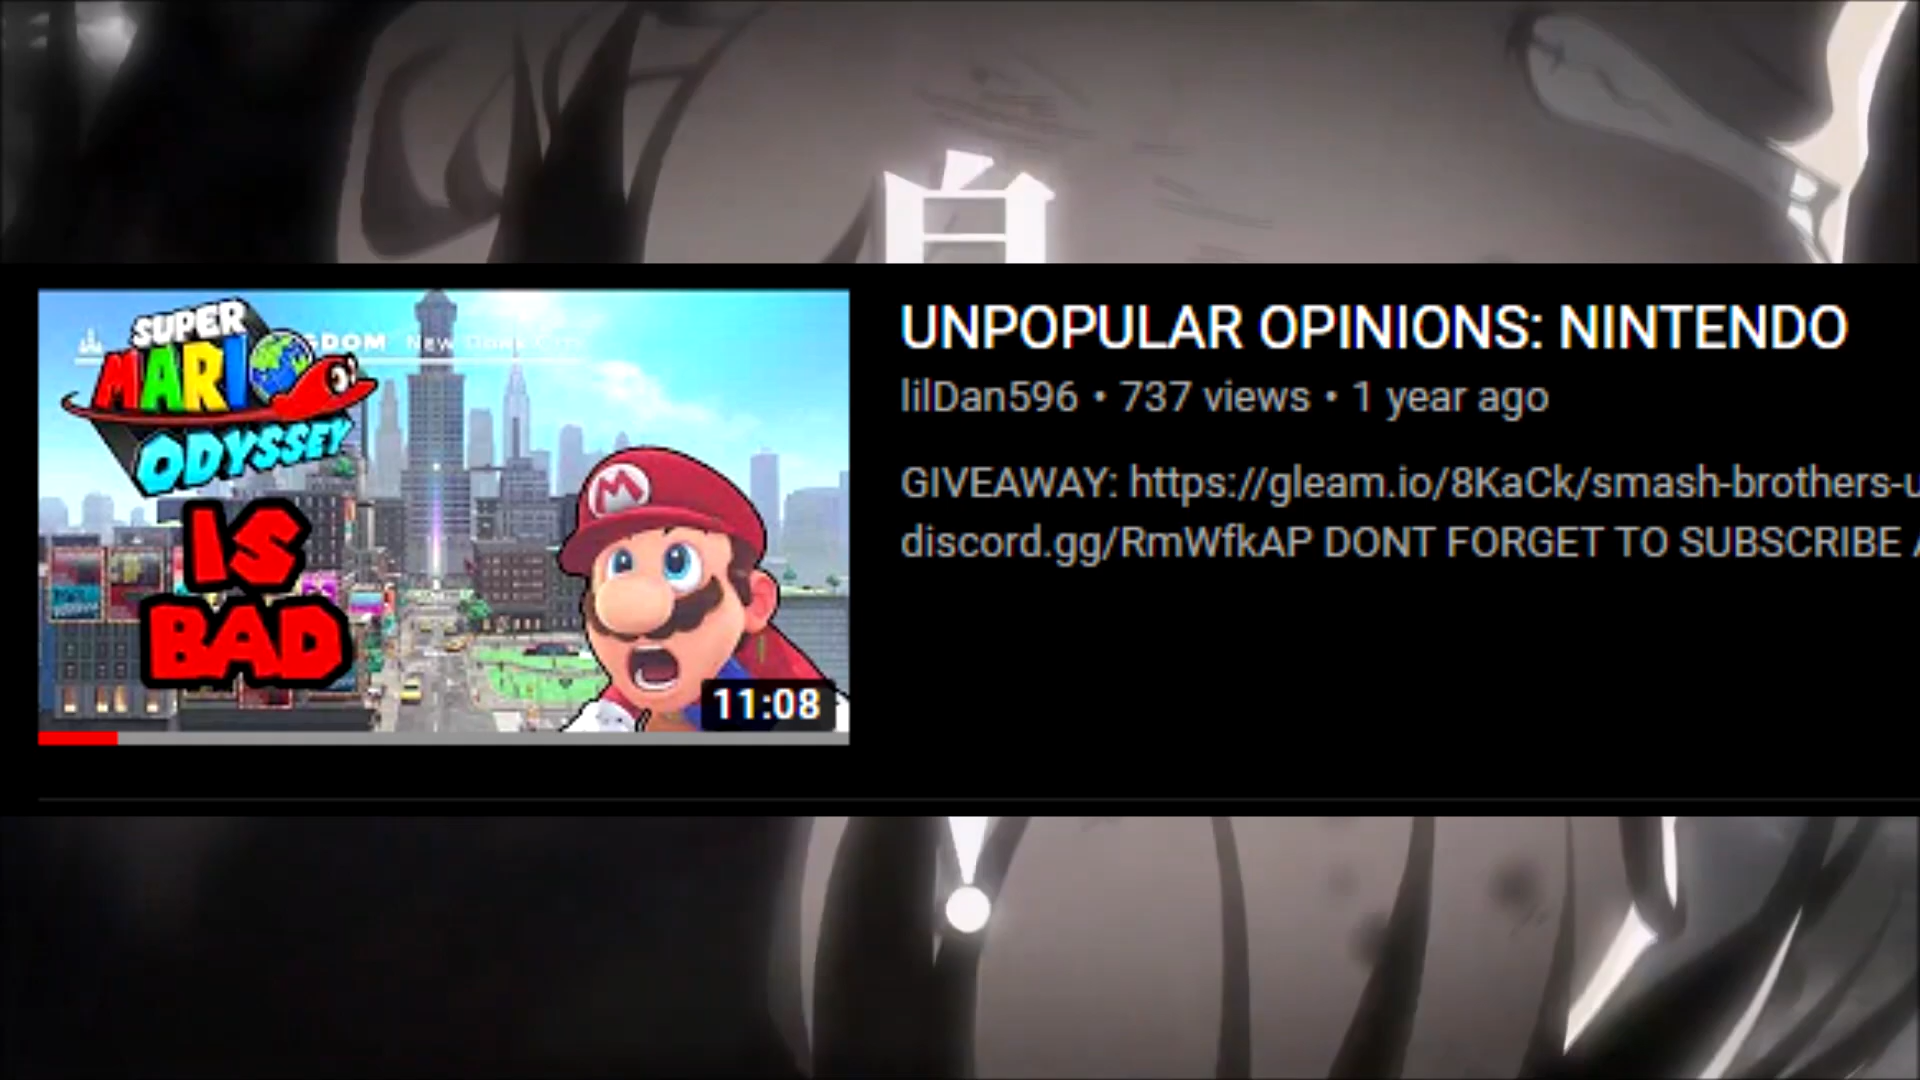 SUPER
MARIO
ODYSSEY
IS
BAD
11:08
UNPOPULAR OPINIONS: NINTENDO
lilDan596 • 737 views • 1 year ago
GIVEAWAY: https://gleam.io/8KaCk/smash-brothers-u
discord.gg/RmWfkAP DONT FORGET TO SUBSCRIBE